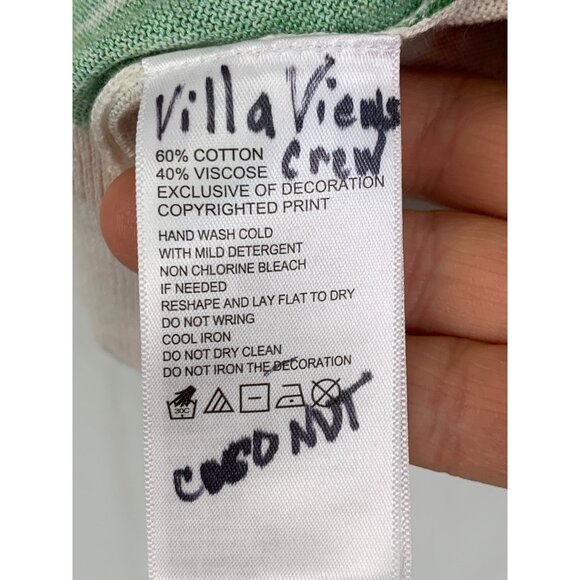 Villa Views
Crew
60% COTTON
40% VISCOSE
EXCLUSIVE OF DECORATION
COPYRIGHTED PRINT
HAND WASH COLD
WITH MILD DETERGENT
NON CHLORINE BLEACH
IF NEEDED
RESHAPE AND LAY FLAT TO DRY
DO NOT WRING
COOL IRON
DO NOT DRY CLEAN
DO NOT IRON THE DECORATION
30C
COCONUT